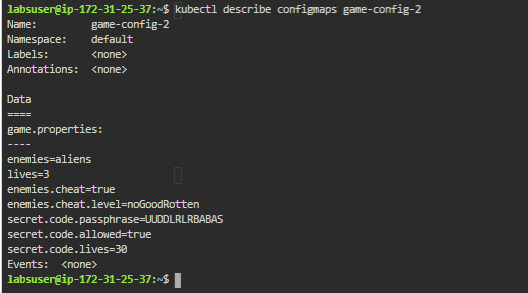 labsuser@ip-172-31-25-37:~$ kubectl describe configmaps game-config-2
Name:         game-config-2
Namespace:    default
Labels:       <none>
Annotations:  <none>

Data
====
game.properties:
----
enemies=aliens
lives=3
enemies.cheat=true
enemies.cheat.level=noGoodRotten
secret.code.passphrase=UUDDLRLRBABAS
secret.code.allowed=true
secret.code.lives=30
Events:  <none>
labsuser@ip-172-31-25-37:~$